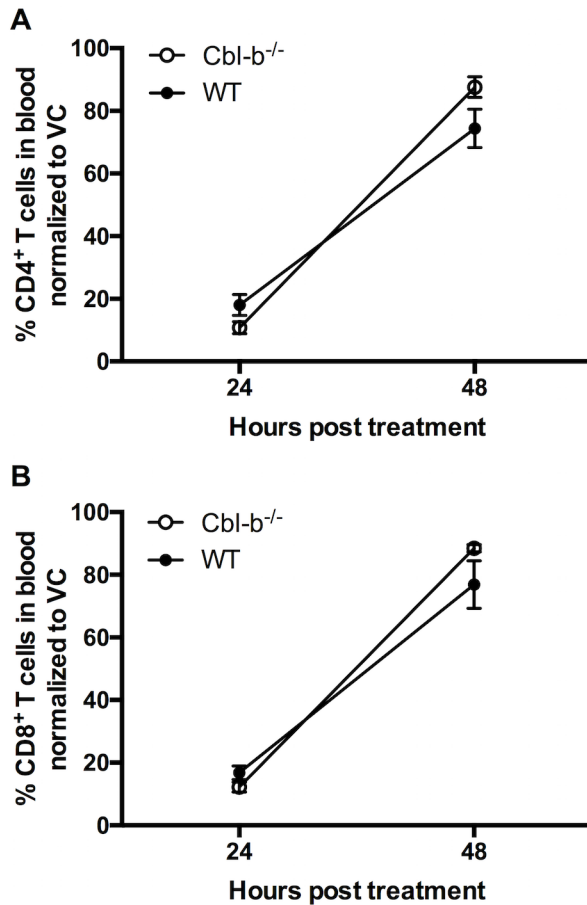 A
Cbl-b⁻/⁻
WT
% CD4⁺ T cells in blood
normalized to VC
100
80
60
40
20
0
24
48
Hours post treatment
B
Cbl-b⁻/⁻
WT
% CD8⁺ T cells in blood
normalized to VC
100
80
60
40
20
0
24
48
Hours post treatment